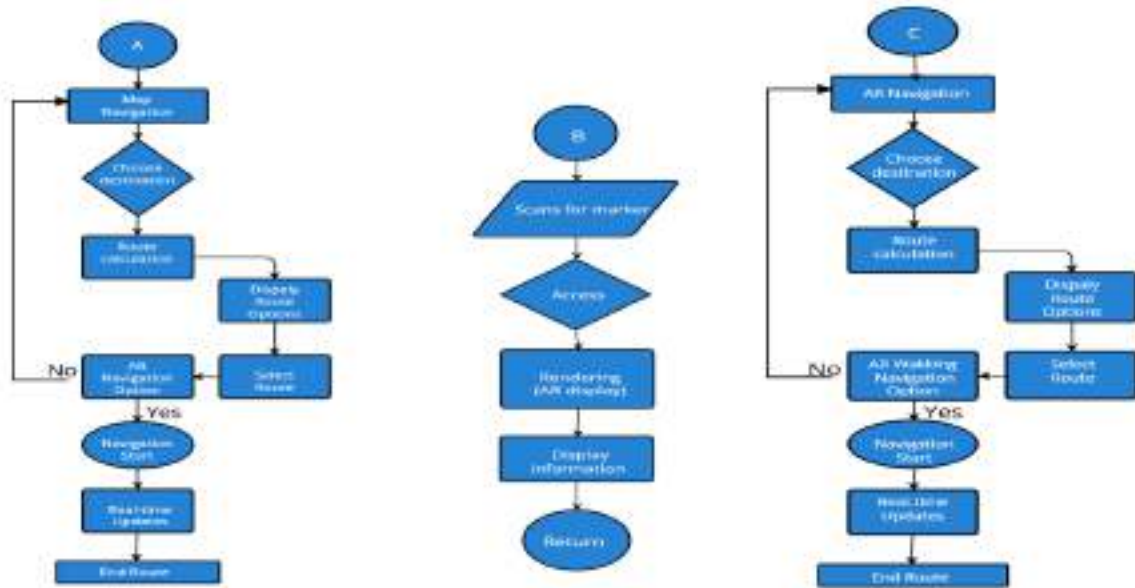 A
Map
Navigation
Choose
destination
Route
calculation
Display
Route
Options
Select
Route
AR
Navigation
Option
No
Yes
Navigation
Start
Real-time
Updates
End Route
B
Scans for marker
Access
Rendering
(AR display)
Display
information
Return
C
AR Navigation
Choose
destination
Route
calculation
Display
Route
Options
Select
Route
AR Walking
Navigation
Option
No
Yes
Navigation
Start
Real-time
Updates
End Route